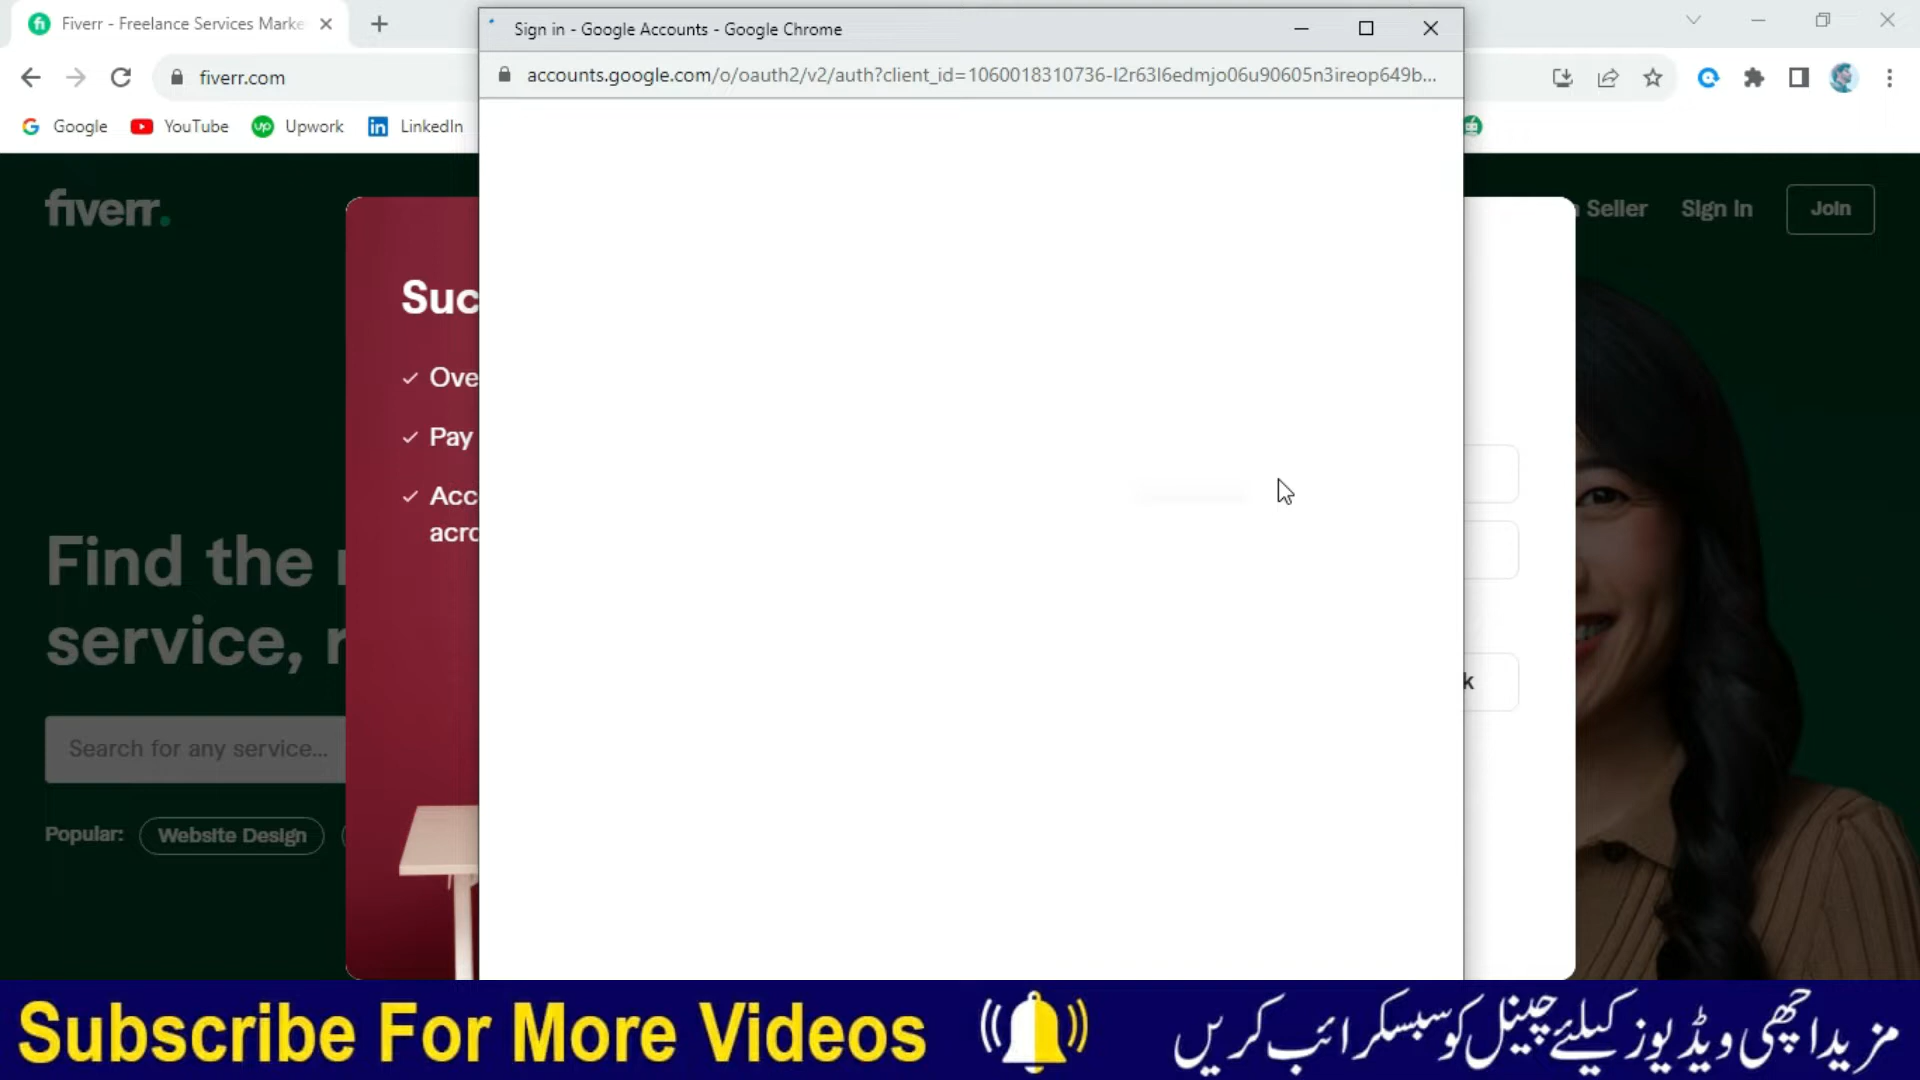 Fiverr - Freelance Services Marke
Sign in - Google Accounts - Google Chrome
fiverr.com
accounts.google.com/o/oauth2/v2/auth?client_id=1060018310736-l2r63l6edmjo06u90605n3ireop649b...
Google
YouTube
up
Upwork
in
LinkedIn
fiverr.
Seller
Sign in
Join
Suc
Ove
Pay
Acc
acro
Find the
service,
k
Search for any service...
Popular:
Website Design
Subscribe For More Videos
مزید اچھی ویڈیوز کیلئے چینل کو سبسکرائب کریں